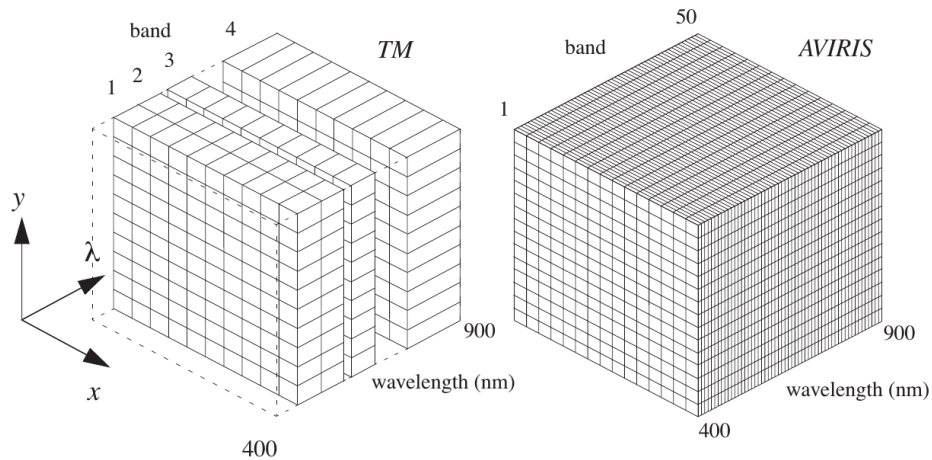 band
1
2
3
4
TM
y
λ
x
400
900
wavelength (nm)
1
band
50
AVIRIS
400
900
wavelength (nm)